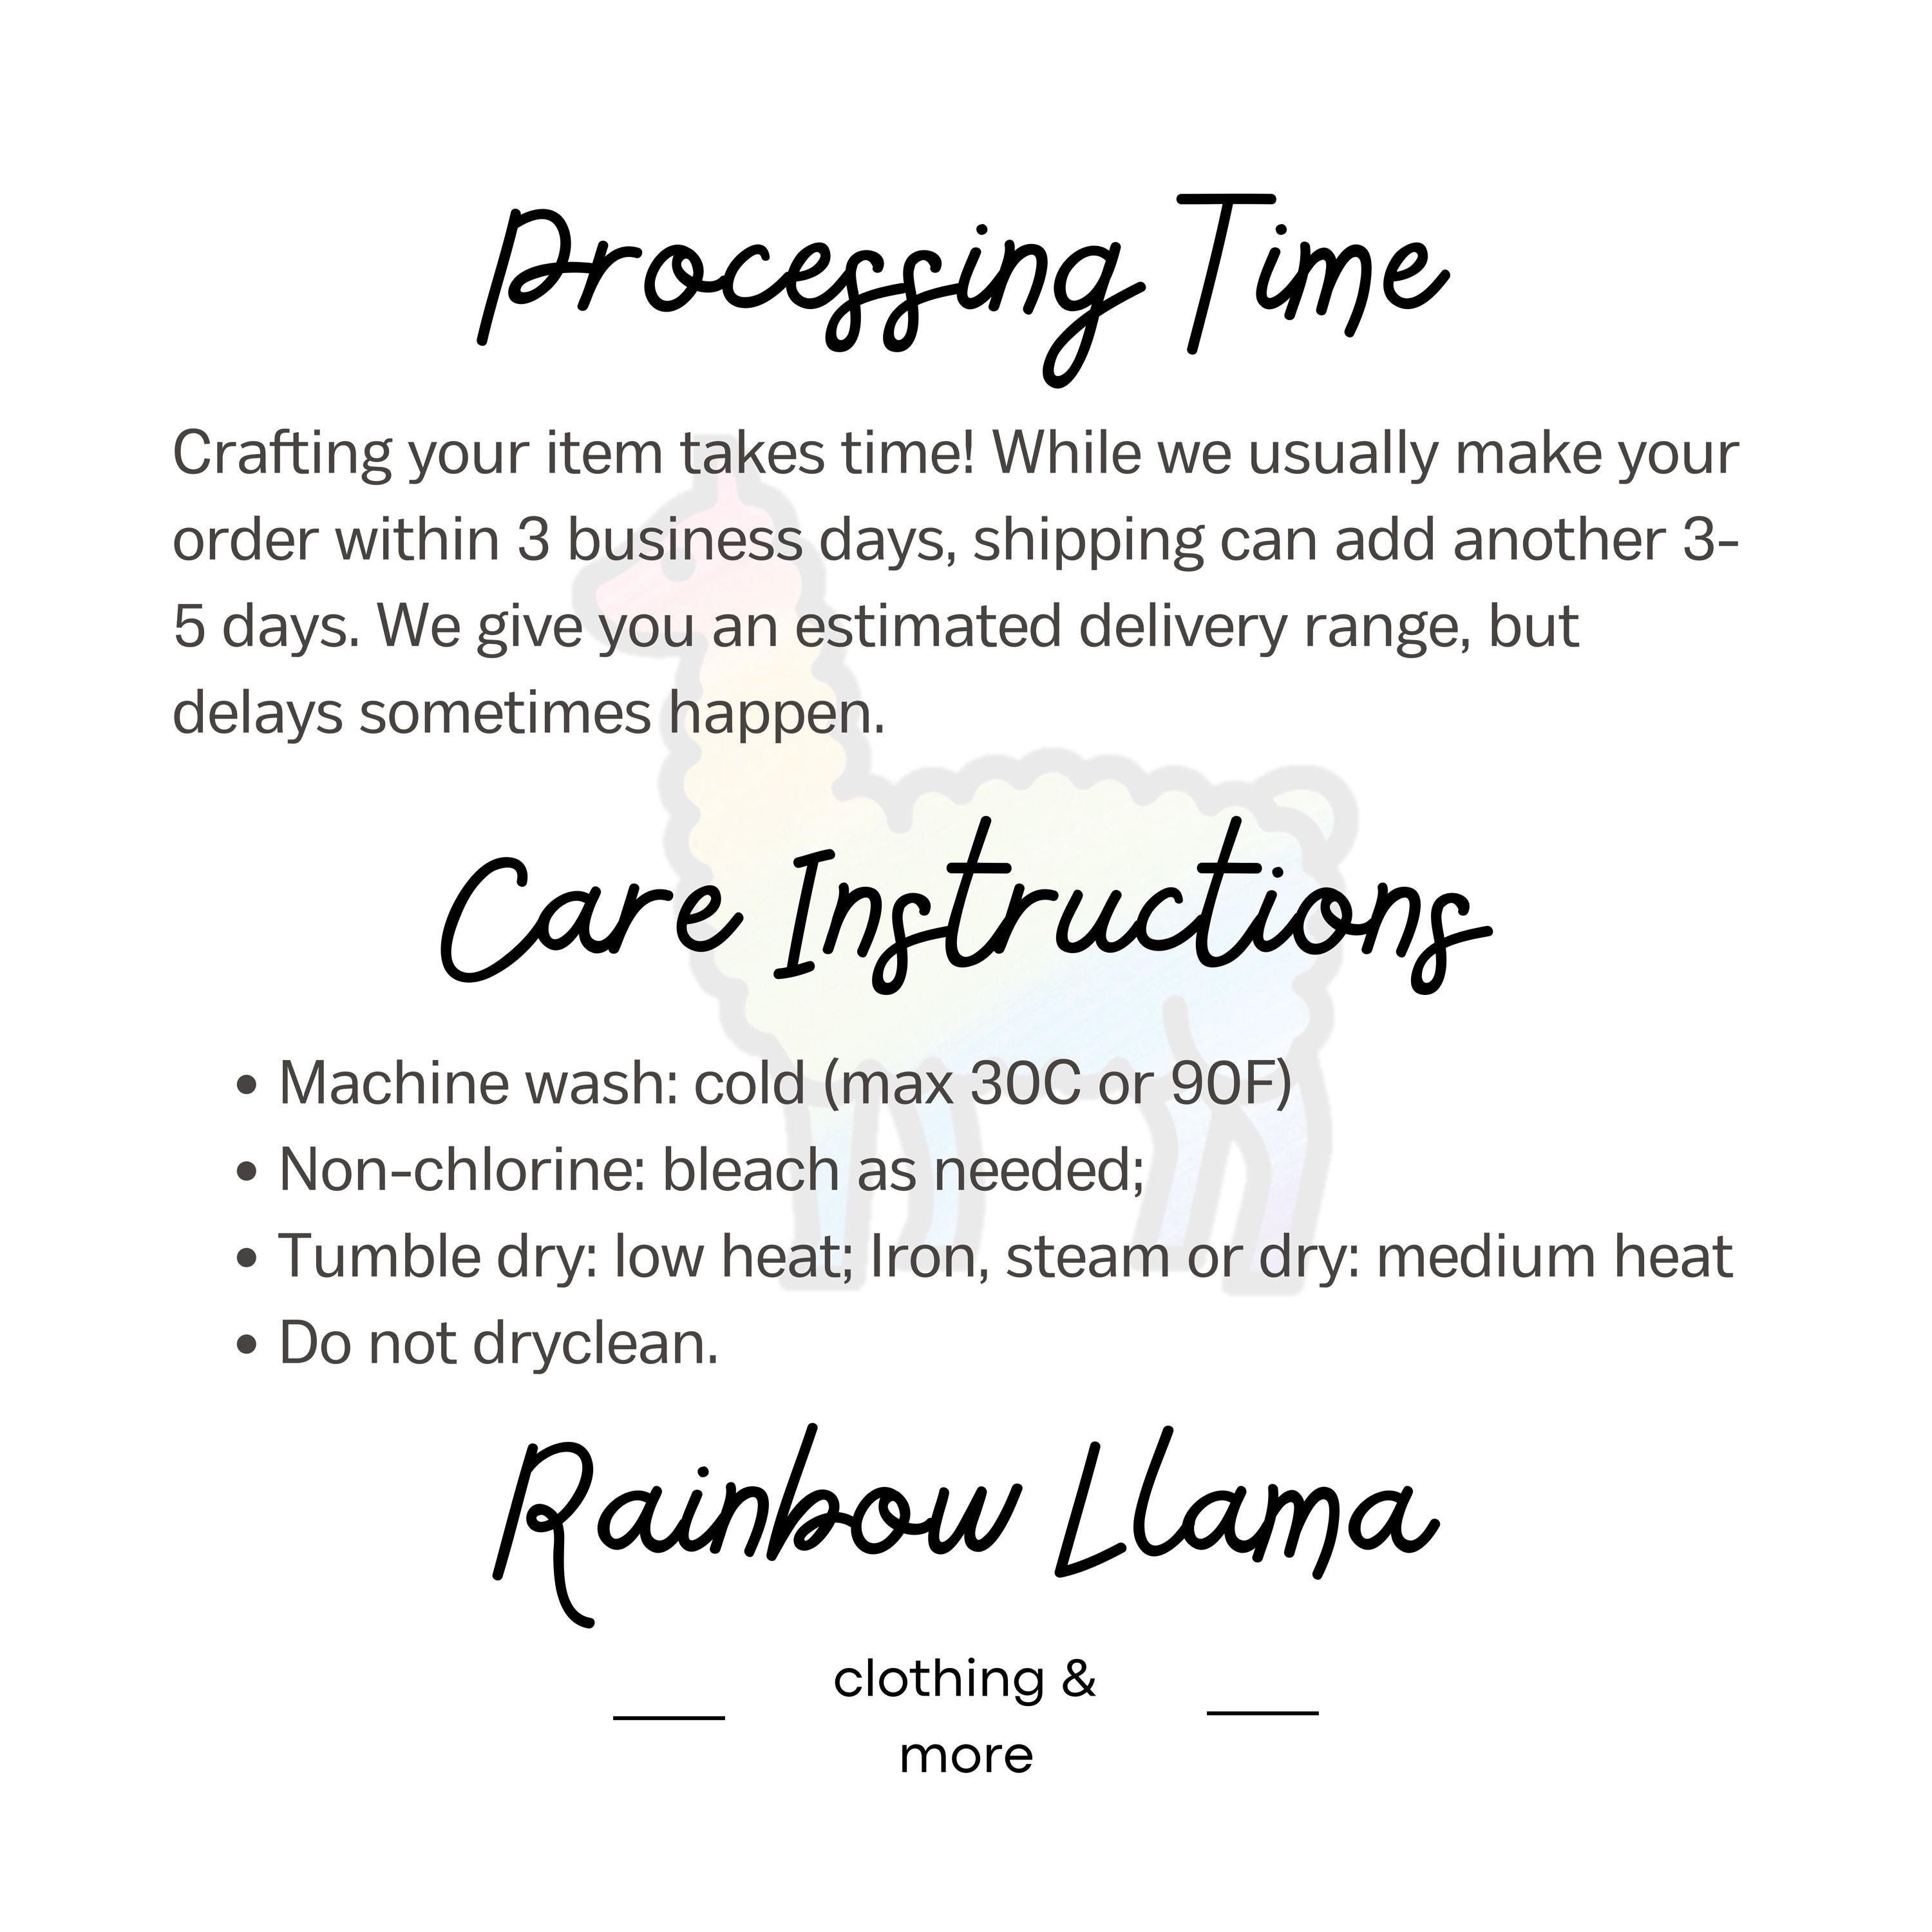 Processing Time
Crafting your item takes time! While we usually make your
order within 3 business days, shipping can add another 3-
5 days. We give you an estimated delivery range, but
delays sometimes happen.
Care Instructions
• Machine wash: cold (max 30C or 90F)
• Non-chlorine: bleach as needed;
• Tumble dry: low heat; Iron, steam or dry: medium heat
• Do not dryclean.
Rainbow Llama
clothing &
more